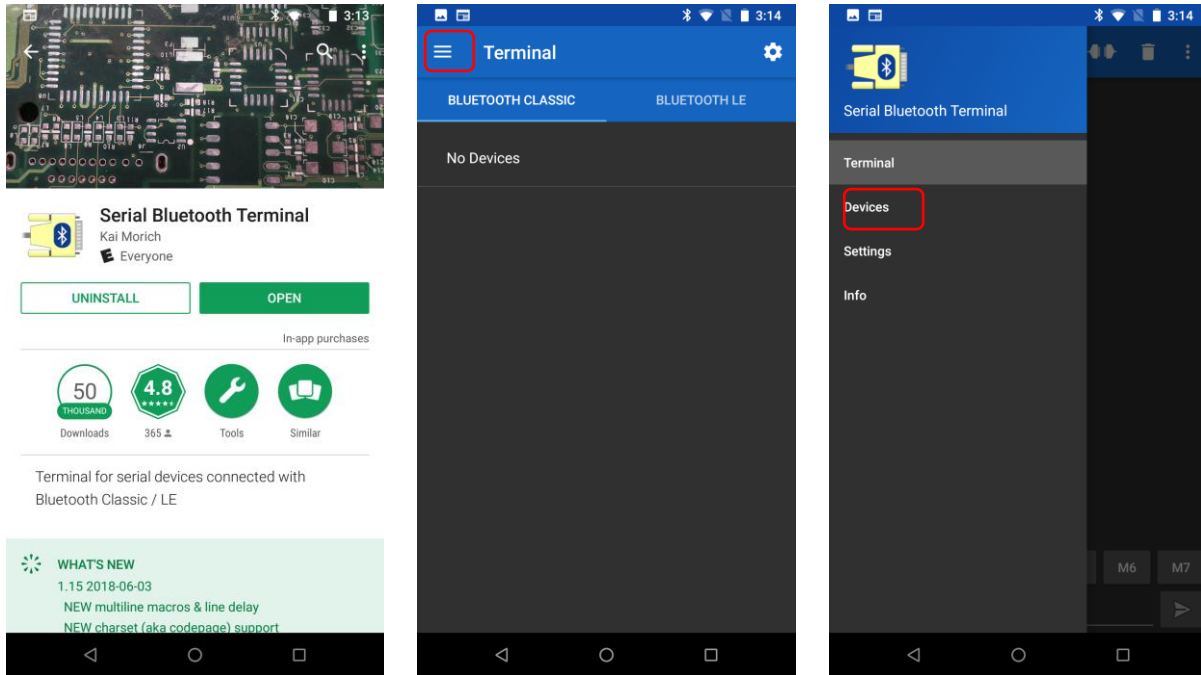 3:13
Serial Bluetooth Terminal
Kai Morich
Everyone
UNINSTALL
OPEN
In-app purchases
50
THOUSAND
Downloads
4.8
365
Tools
Similar
Terminal for serial devices connected with
Bluetooth Classic / LE
WHAT'S NEW
1.15 2018-06-03
NEW multiline macros & line delay
NEW charset (aka codepage) support
3:14
Terminal
BLUETOOTH CLASSIC
BLUETOOTH LE
No Devices
3:14
Serial Bluetooth Terminal
Terminal
Devices
Settings
Info
M6
M7